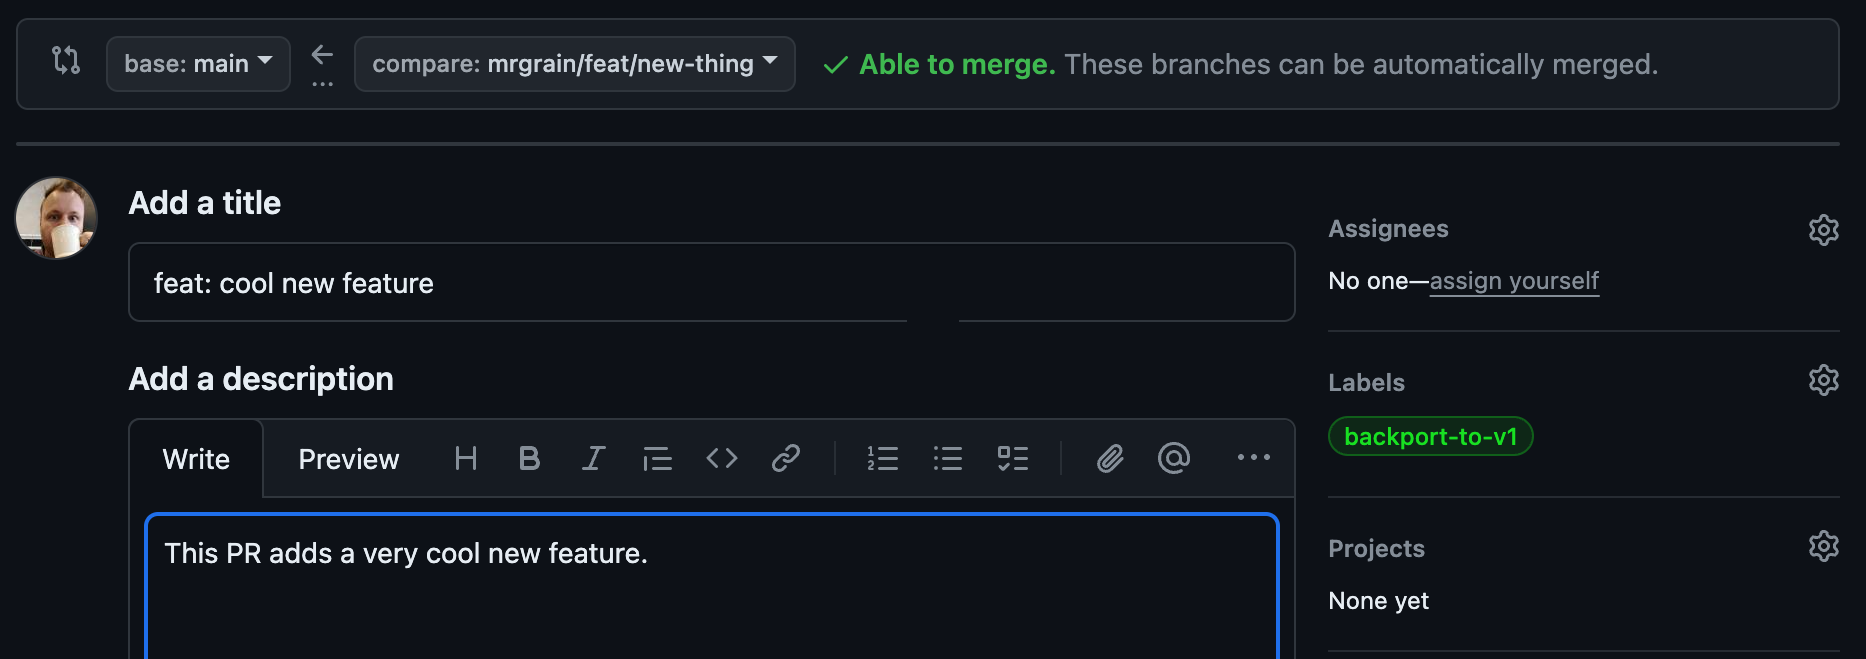 base: main
compare: mrgrain/feat/new-thing
Able to merge. These branches can be automatically merged.
Add a title
feat: cool new feature
Add a description
Write
Preview
This PR adds a very cool new feature.
Assignees
No one—assign yourself
Labels
backport-to-v1
Projects
None yet